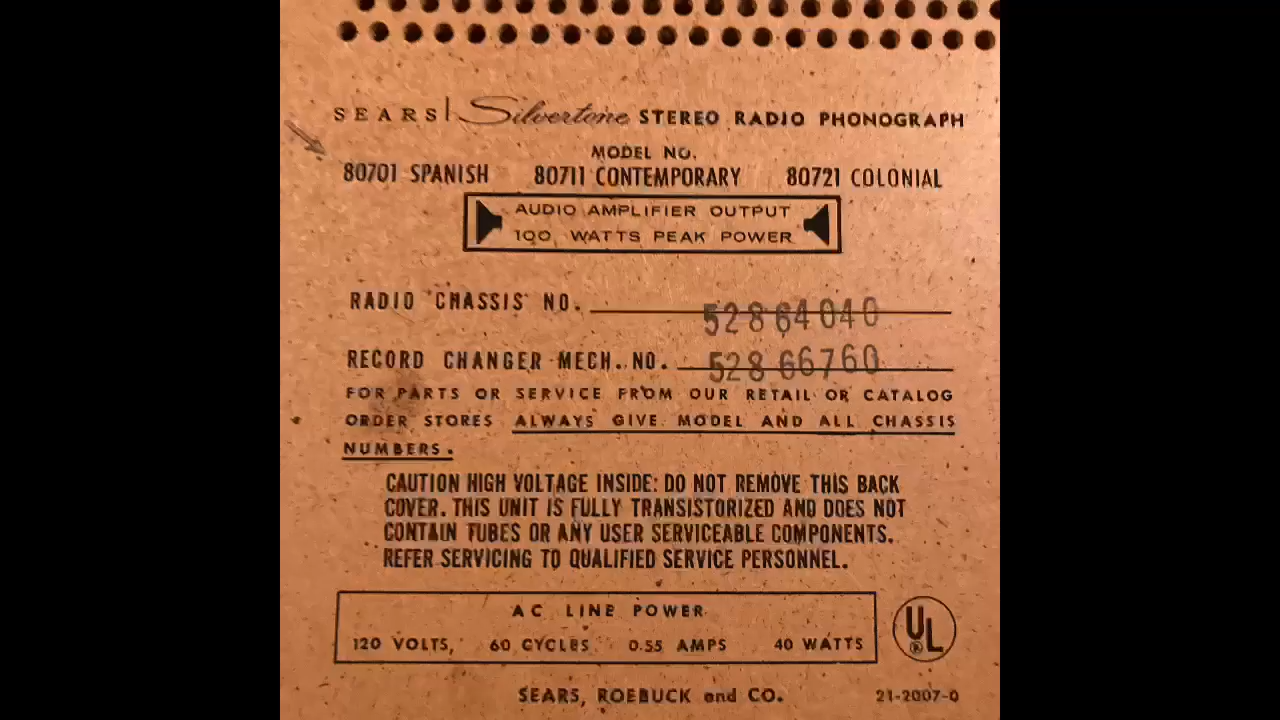 SEARS | Silvertone STEREO RADIO PHONOGRAPH
MODEL NO.
80701 SPANISH 80711 CONTEMPORARY 80721 COLONIAL
AUDIO AMPLIFIER OUTPUT
100 WATTS PEAK POWER
RADIO CHASSIS NO. 528 64040
RECORD CHANGER MECH. NO. 528 66760
FOR PARTS OR SERVICE FROM OUR RETAIL OR CATALOG
ORDER STORES ALWAYS GIVE MODEL AND ALL CHASSIS
NUMBERS.
CAUTION HIGH VOLTAGE INSIDE: DO NOT REMOVE THIS BACK
COVER. THIS UNIT IS FULLY TRANSISTORIZED AND DOES NOT
CONTAIN TUBES OR ANY USER SERVICEABLE COMPONENTS.
REFER SERVICING TO QUALIFIED SERVICE PERSONNEL.
AC LINE POWER
120 VOLTS, 60 CYCLES 0.55 AMPS 40 WATTS
UL ®
SEARS, ROEBUCK and CO. 21-2007-0